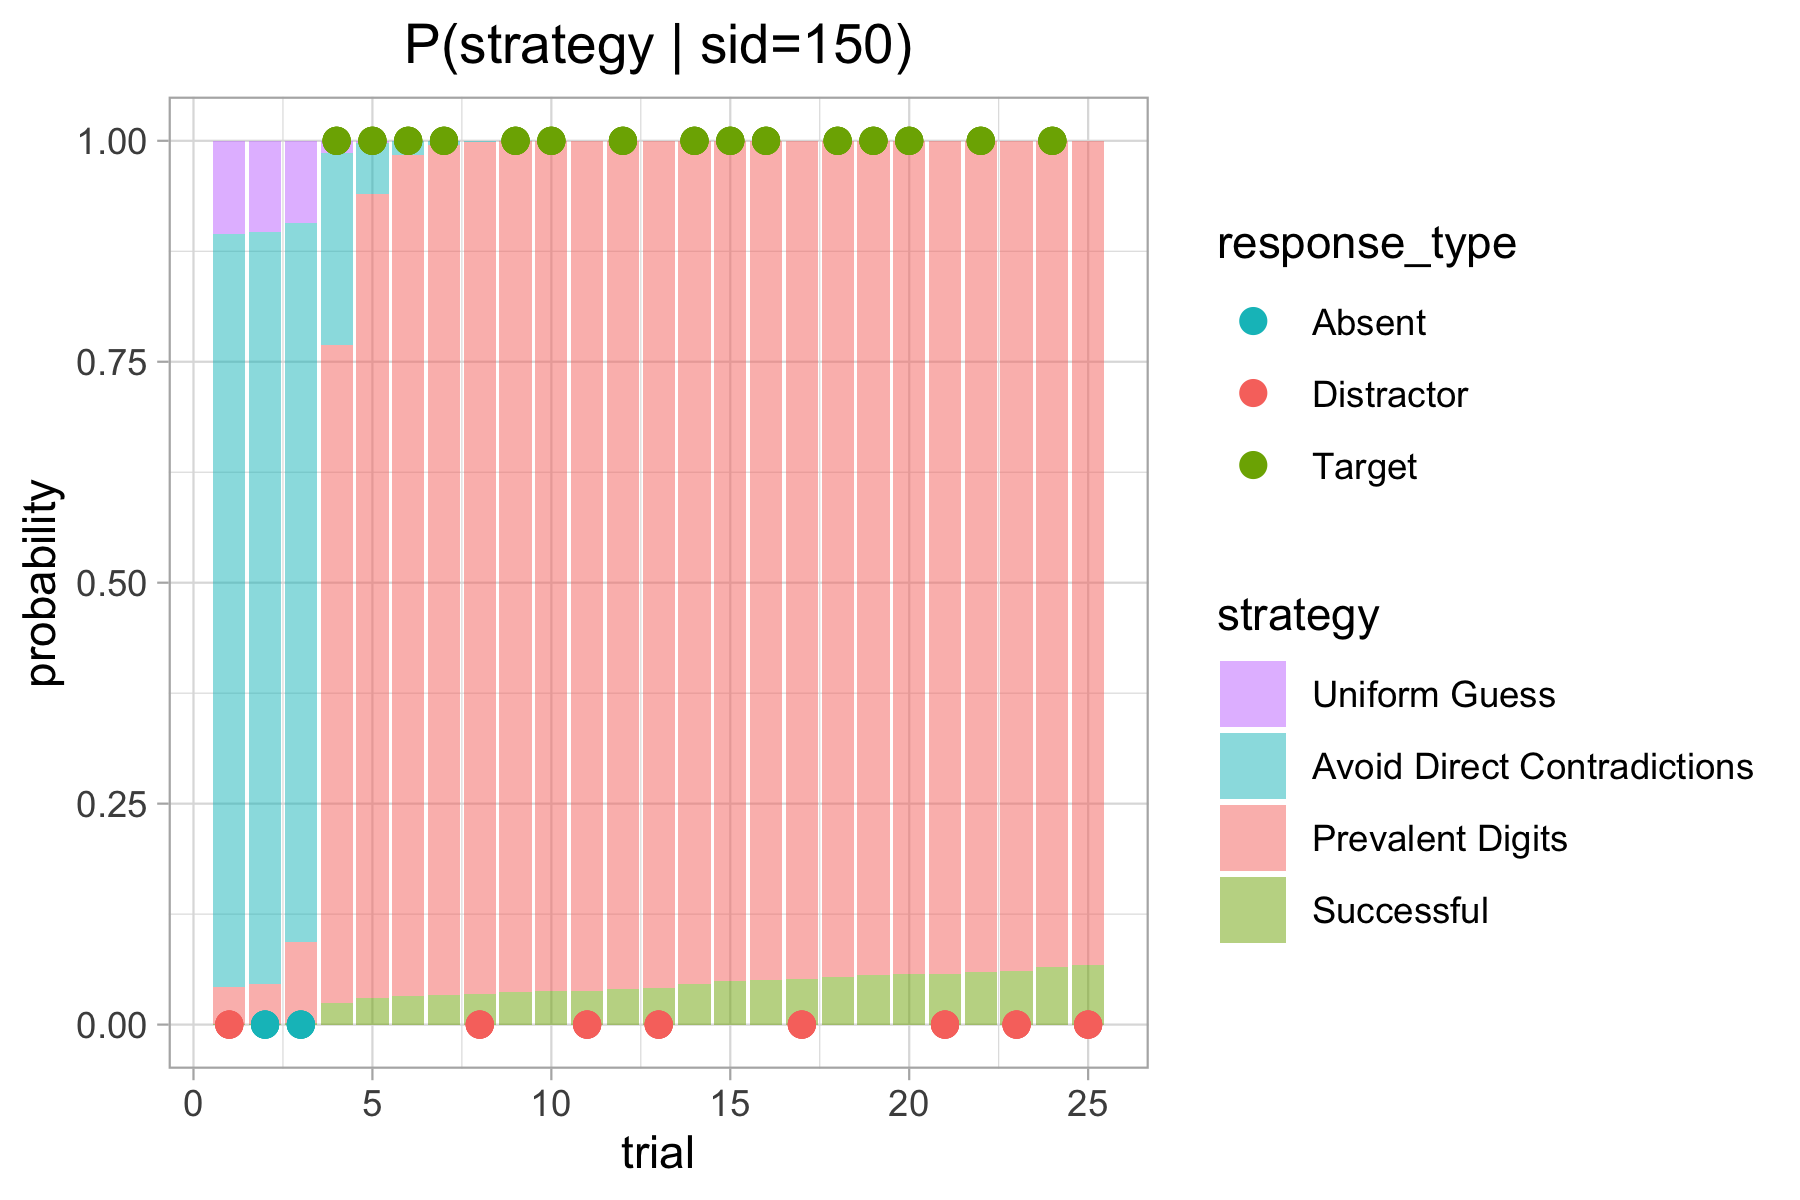 P(strategy | sid=150)
1.00
0.75
0.50
0.25
0.00
probability
0 5 10 15 20 25
trial
response_type
Absent
Distractor
Target
strategy
Uniform Guess
Avoid Direct Contradictions
Prevalent Digits
Successful